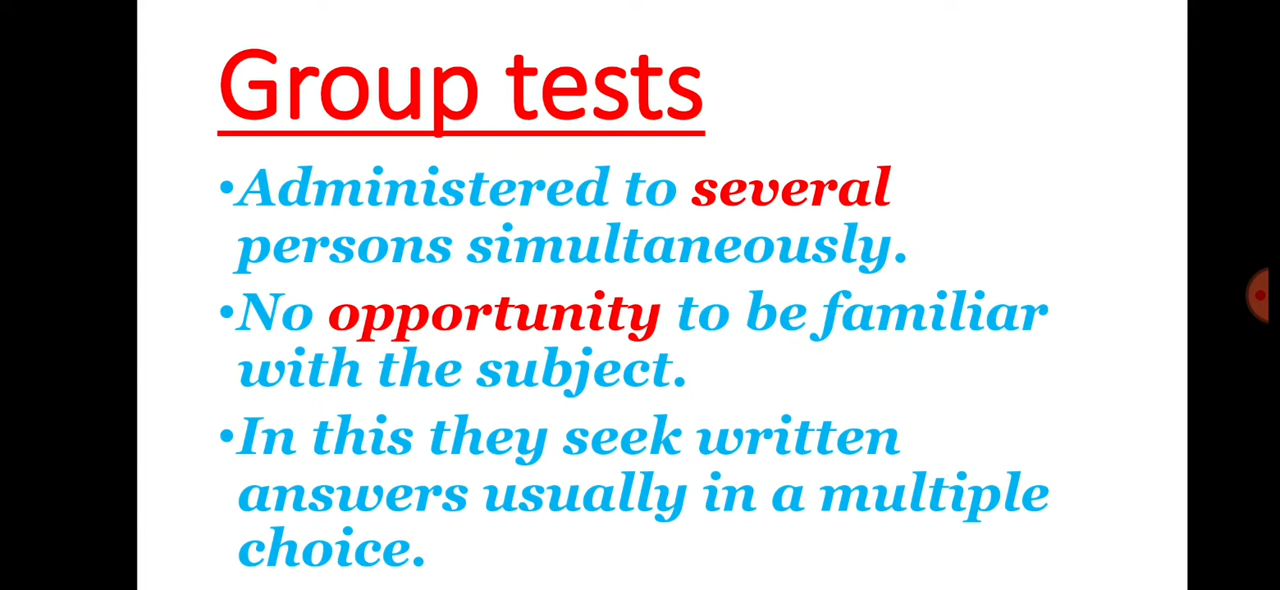 Group tests
•Administered to several
persons simultaneously.
•No opportunity to be familiar
with the subject.
•In this they seek written
answers usually in a multiple
choice.